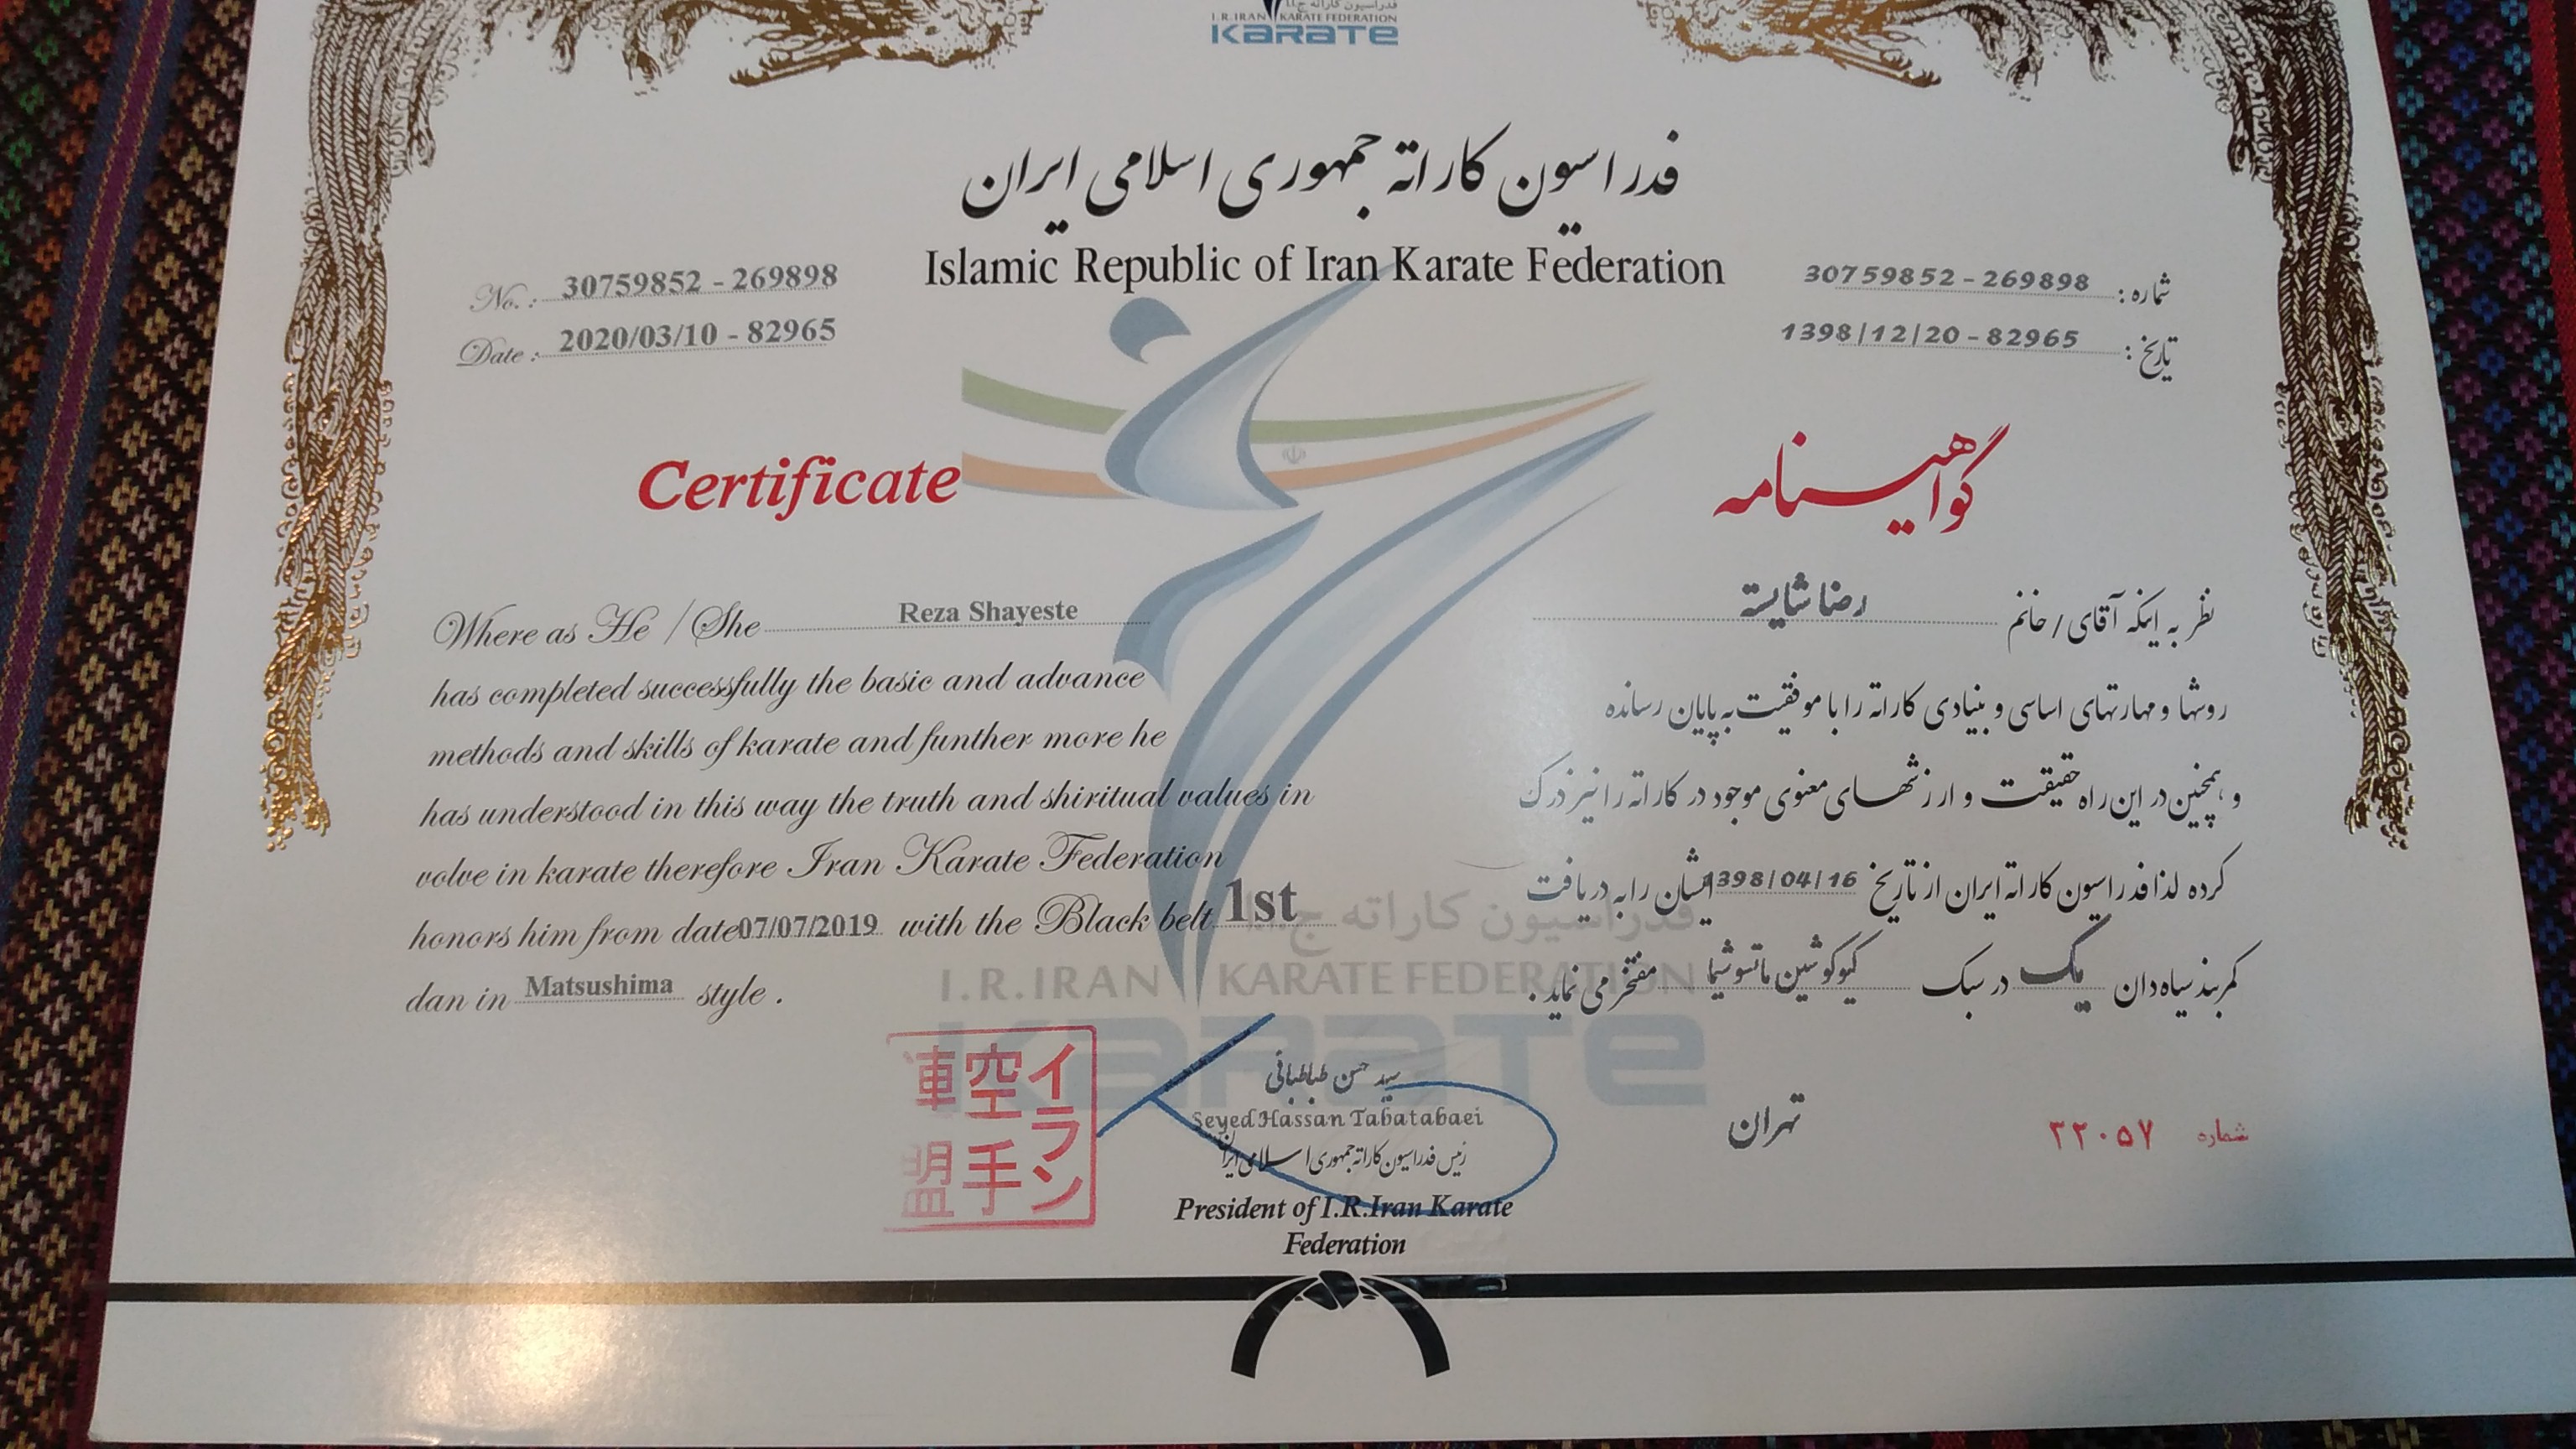 فدراسیون کاراته ج.ا.ا
I.R.IRAN KARATE FEDERATION
KARATE
فدراسیون کاراته جمهوری اسلامی ایران
Islamic Republic of Iran Karate Federation
No. : 30759852 - 269898
Date : 2020/03/10 - 82965
شماره : 30759852 - 269898
تاریخ : 1398/12/20 - 82965
Certificate
Where as He / She Reza Shayeste
has completed successfully the basic and advance
methods and skills of karate and funther more he
has understood in this way the truth and shiritual values in
volve in karate therefore Iran Karate Federation
honors him from date 07/07/2019 with the Black belt 1st
dan in Matsushima style .
گواهینامه
نظر به اینکه آقای / خانم رضا شایسته
روشها و مهارتهای اساسی و بنیادی کاراته را با موفقیت به پایان رسانده
و همچنین در این راه حقیقت و ارزشهای معنوی موجود در کاراته را نیز درک
کرده لذا فدراسیون کاراته ایران از تاریخ 1398/04/16 ایشان را به دریافت
کمربند سیاه دان یک در سبک کیوکوشین ماتسوشیما مفتخر می نماید .
فدراسیون کاراته ج.ا.ا
I.R.IRAN KARATE FEDERATION
KARATE
イラン
空手
連盟
سید حسن طباطبائی
Seyed Hassan Tabatabaei
رئیس فدراسیون کاراته جمهوری اسلامی ایران
President of I.R.Iran Karate
Federation
تهران
شماره ۳۲۰۵۷